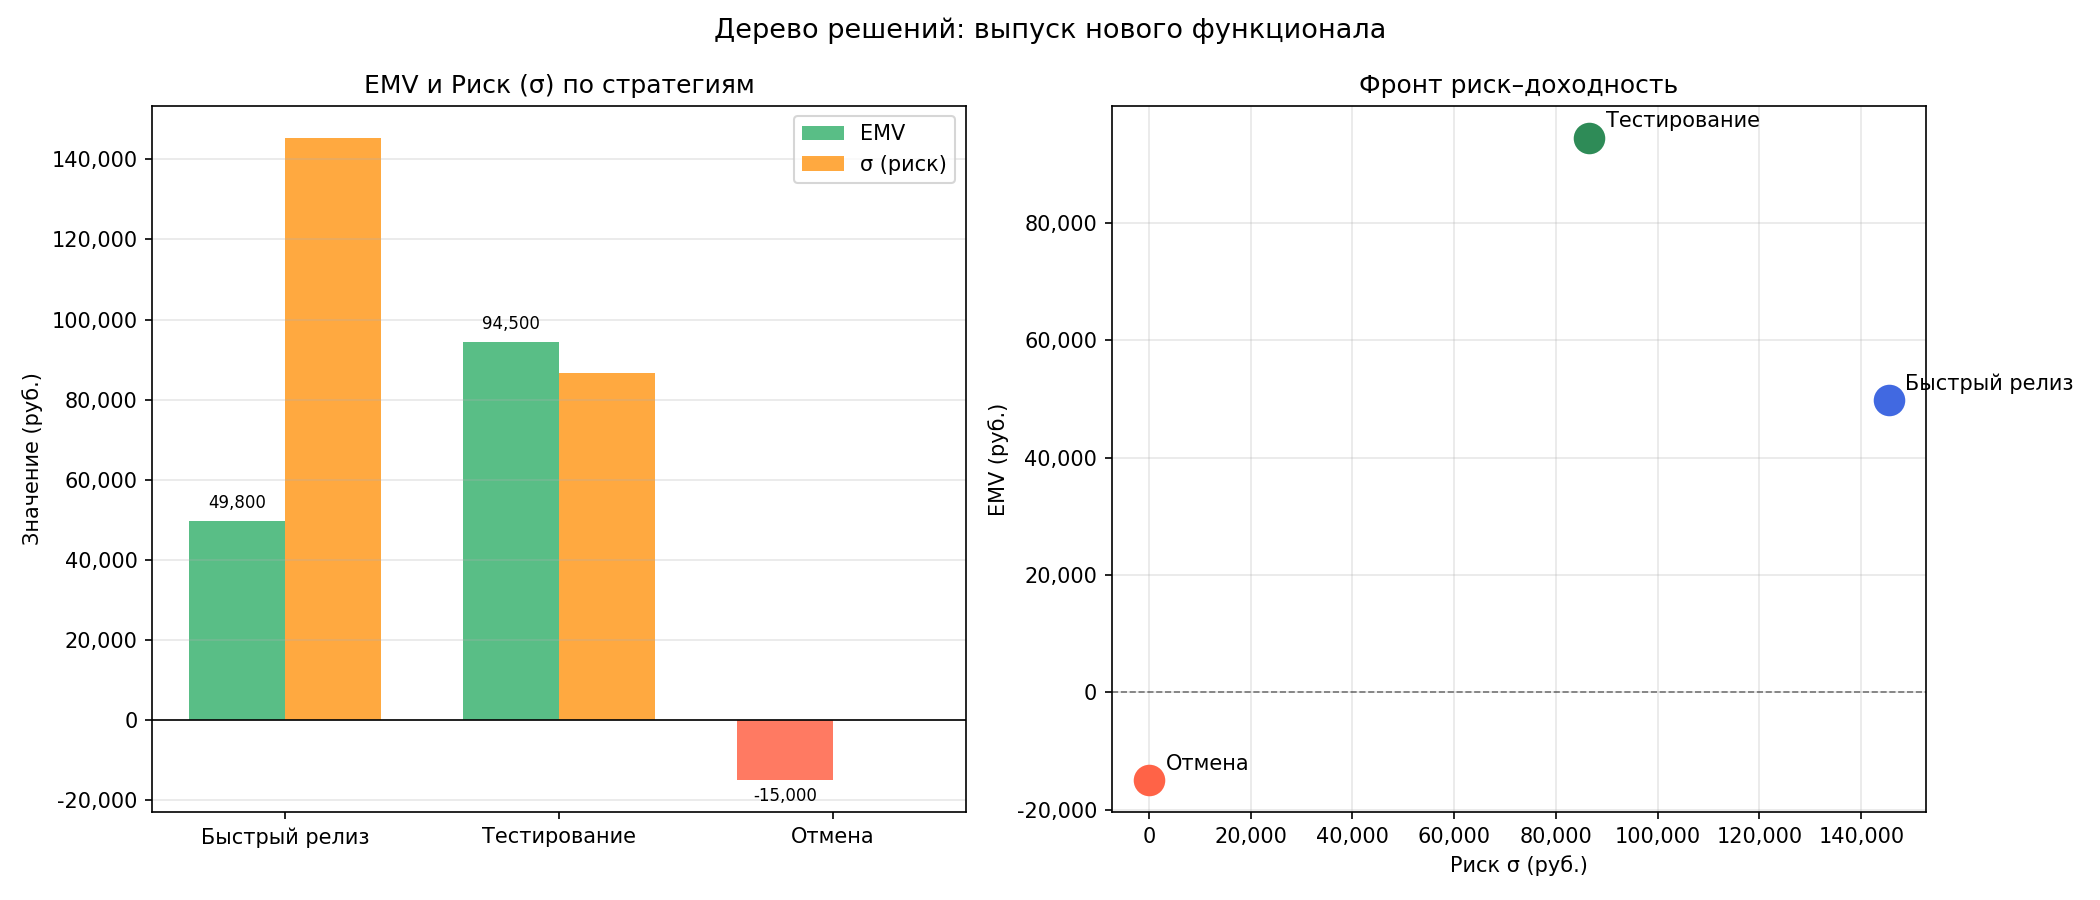 Дерево решений: выпуск нового функционала
EMV и Риск (σ) по стратегиям
EMV
σ (риск)
Значение (руб.)
140,000
120,000
100,000
80,000
60,000
40,000
20,000
0
-20,000
49,800
94,500
-15,000
Быстрый релиз
Тестирование
Отмена
Фронт риск–доходность
EMV (руб.)
80,000
60,000
40,000
20,000
0
-20,000
Тестирование
Быстрый релиз
Отмена
0 20,000 40,000 60,000 80,000 100,000 120,000 140,000
Риск σ (руб.)